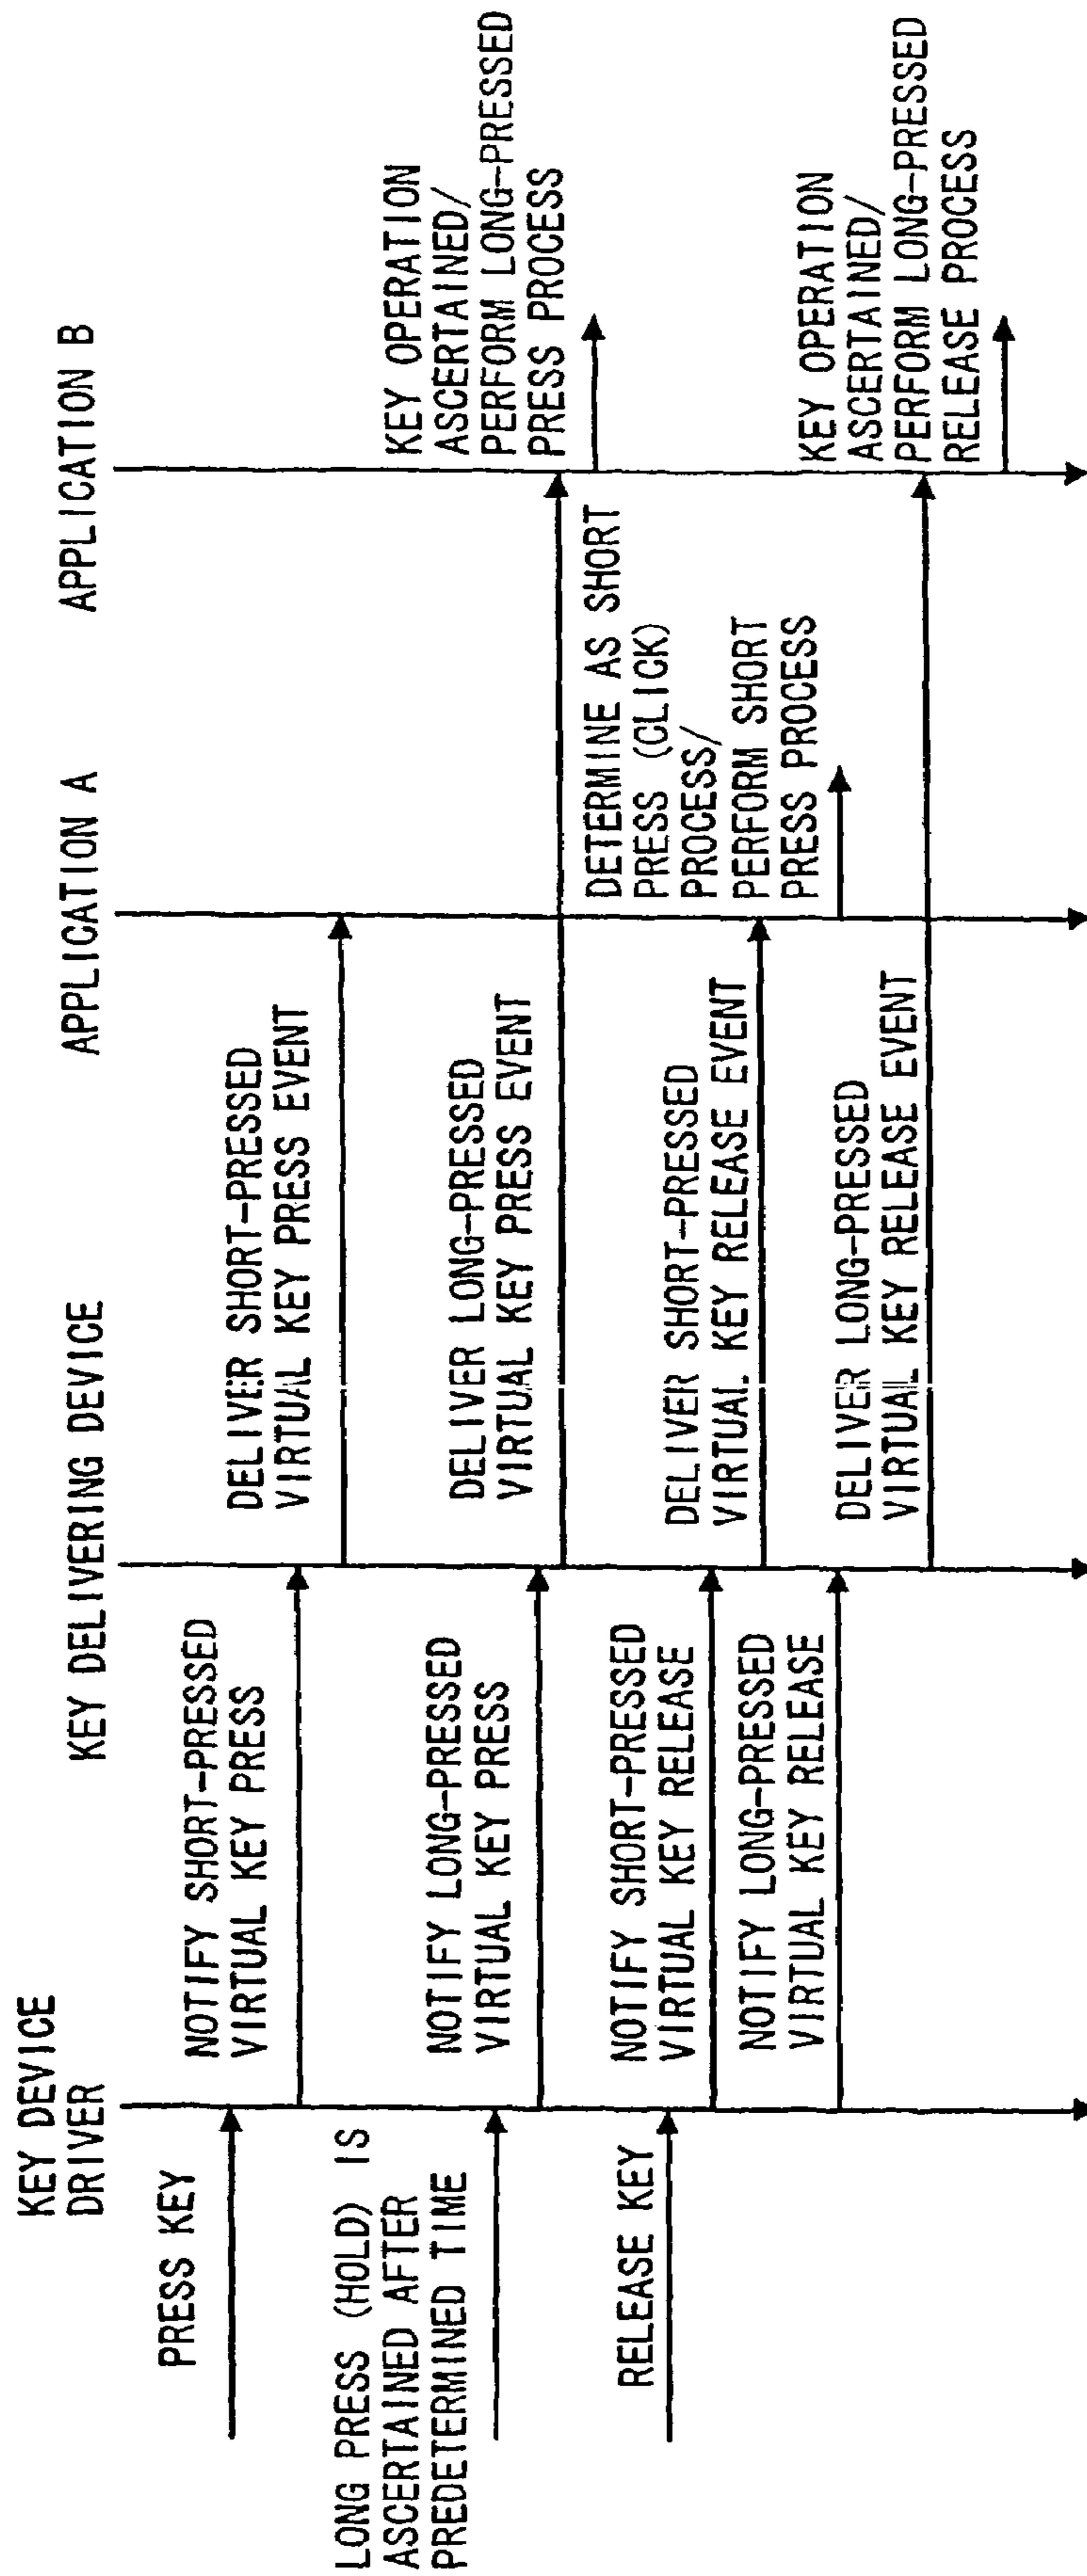 KEY DEVICE
DRIVER
KEY DELIVERING DEVICE
APPLICATION A
APPLICATION B
PRESS KEY
NOTIFY SHORT-PRESSED
VIRTUAL KEY PRESS
DELIVER SHORT-PRESSED
VIRTUAL KEY PRESS EVENT
LONG PRESS (HOLD) IS
ASCERTAINED AFTER
PREDETERMINED TIME
NOTIFY LONG-PRESSED
VIRTUAL KEY PRESS
DELIVER LONG-PRESSED
VIRTUAL KEY PRESS EVENT
KEY OPERATION
ASCERTAINED/
PERFORM LONG-PRESSED
PRESS PROCESS
RELEASE KEY
NOTIFY SHORT-PRESSED
VIRTUAL KEY RELEASE
DELIVER SHORT-PRESSED
VIRTUAL KEY RELEASE EVENT
DETERMINE AS SHORT
PRESS (CLICK)
PROCESS/
PERFORM SHORT
PRESS PROCESS
NOTIFY LONG-PRESSED
VIRTUAL KEY RELEASE
DELIVER LONG-PRESSED
VIRTUAL KEY RELEASE EVENT
KEY OPERATION
ASCERTAINED/
PERFORM LONG-PRESSED
RELEASE PROCESS